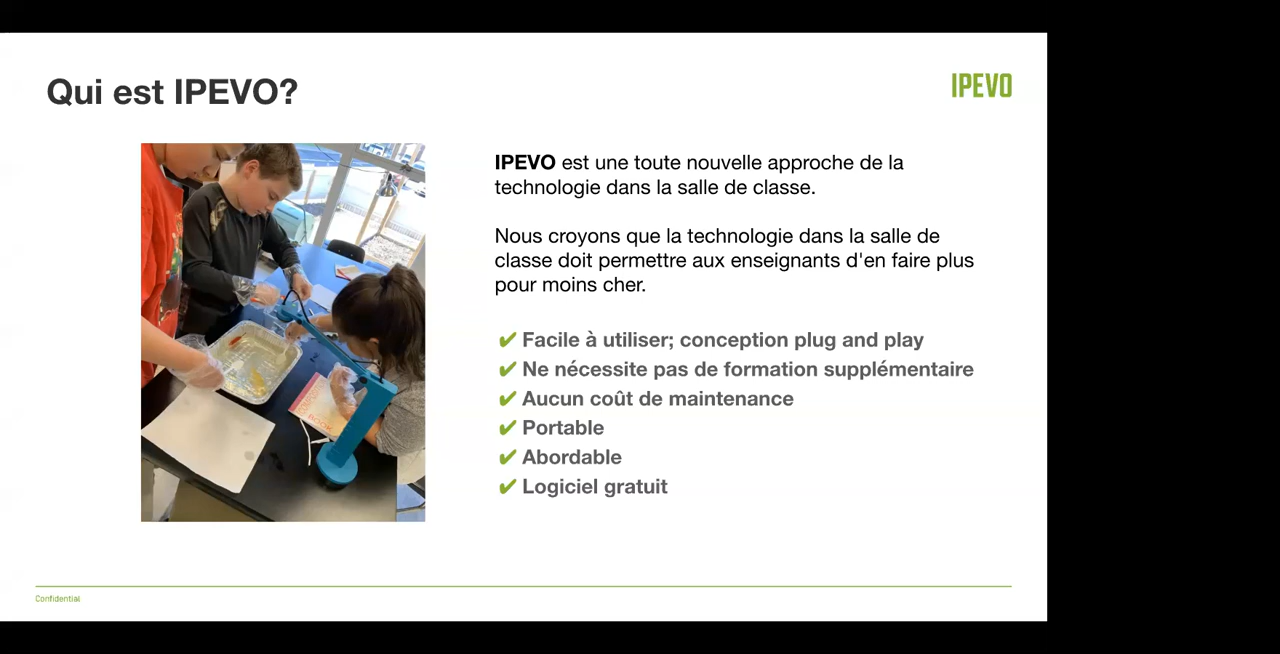 Qui est IPEVO?
IPEVO
IPEVO est une toute nouvelle approche de la
technologie dans la salle de classe.
Nous croyons que la technologie dans la salle de
classe doit permettre aux enseignants d'en faire plus
pour moins cher.
✔ Facile à utiliser; conception plug and play
✔ Ne nécessite pas de formation supplémentaire
✔ Aucun coût de maintenance
✔ Portable
✔ Abordable
✔ Logiciel gratuit
BOOK
Confidential